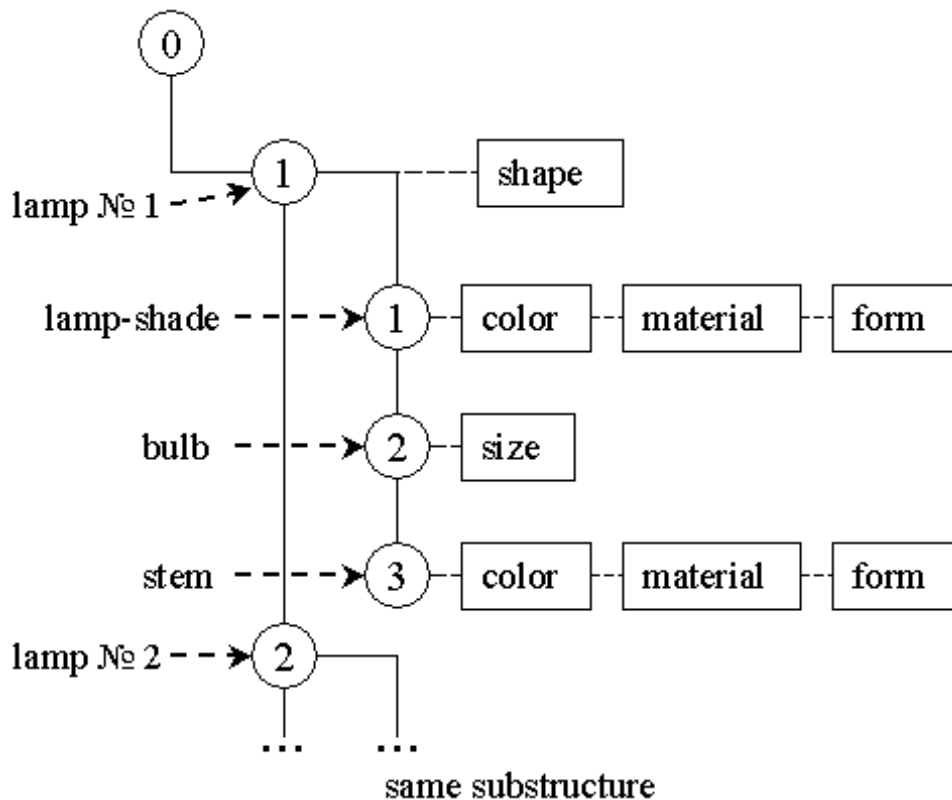 0
1 shape
lamp № 1
lamp-shade 1 color material form
bulb 2 size
stem 3 color material form
lamp № 2 2
... ...
same substructure